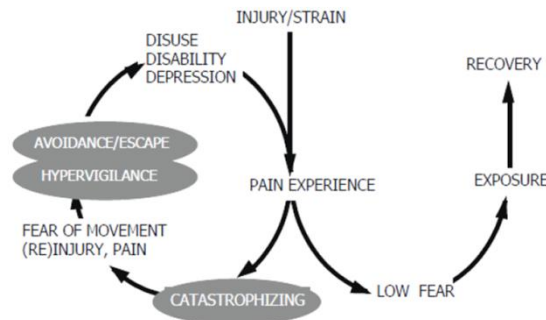 INJURY/STRAIN
DISUSE
DISABILITY
DEPRESSION
RECOVERY
AVOIDANCE/ESCAPE
HYPERVIGILANCE
PAIN EXPERIENCE
EXPOSURE
FEAR OF MOVEMENT
(RE)INJURY, PAIN
CATASTROPHIZING
LOW FEAR